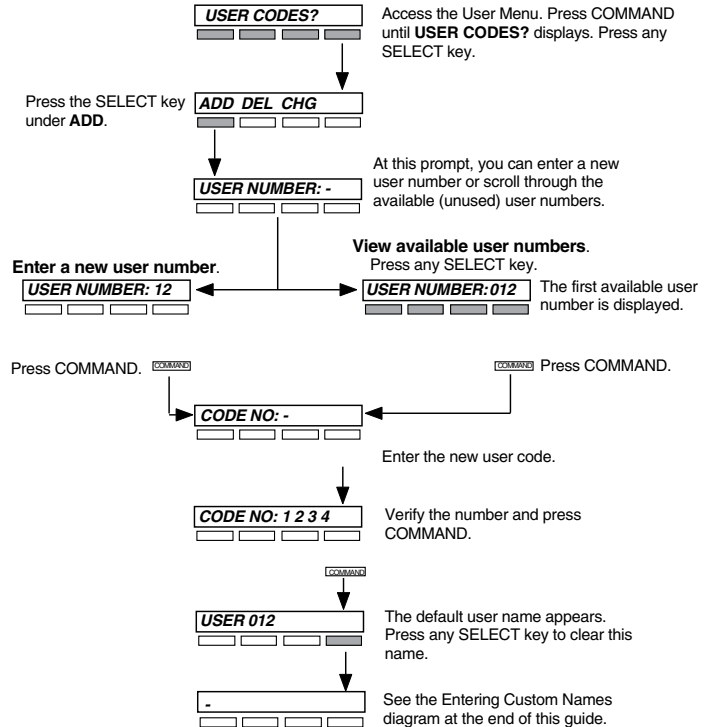 USER CODES?
Access the User Menu. Press COMMAND
until USER CODES? displays. Press any
SELECT key.
Press the SELECT key
under ADD.
ADD DEL CHG
At this prompt, you can enter a new
user number or scroll through the
available (unused) user numbers.
USER NUMBER: -
Enter a new user number.
USER NUMBER: 12
View available user numbers.
Press any SELECT key.
USER NUMBER:012
The first available user
number is displayed.
Press COMMAND.
COMMAND
COMMAND
Press COMMAND.
CODE NO: -
Enter the new user code.
CODE NO: 1 2 3 4
Verify the number and press
COMMAND.
COMMAND
USER 012
The default user name appears.
Press any SELECT key to clear this
name.
-
See the Entering Custom Names
diagram at the end of this guide.